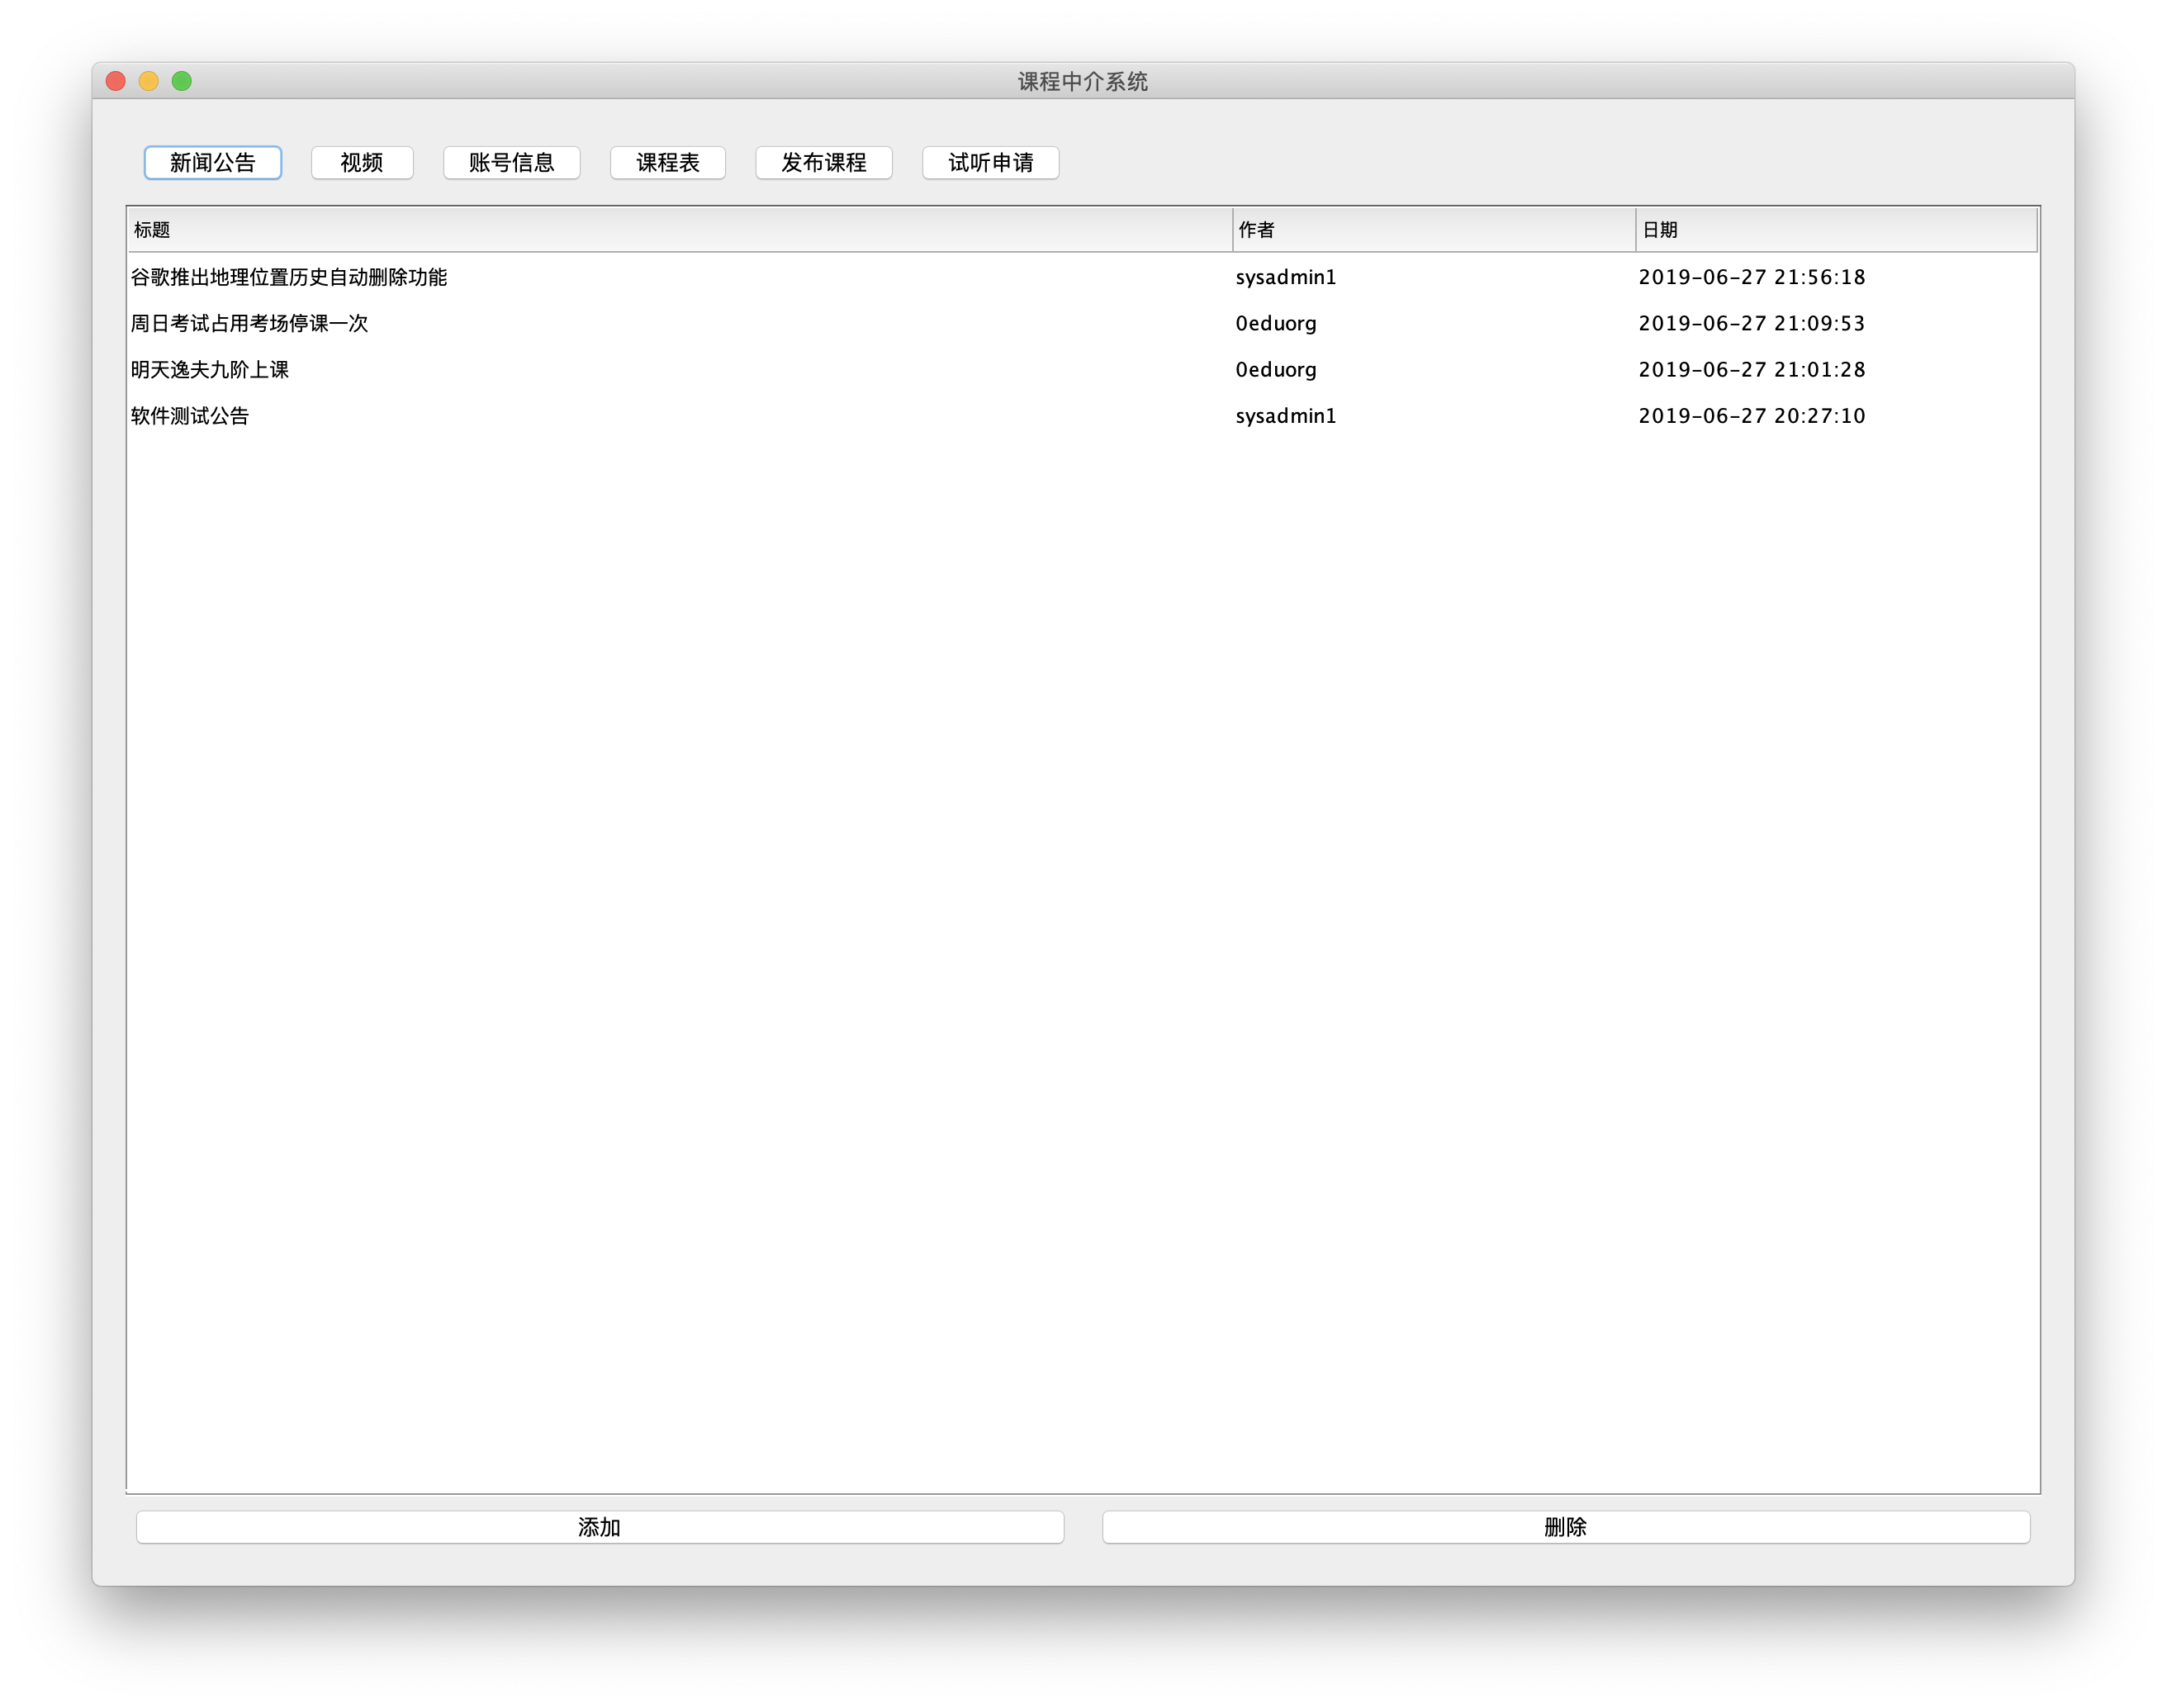 课程中介系统
新闻公告 视频 账号信息 课程表 发布课程 试听申请
标题 作者 日期
谷歌推出地理位置历史自动删除功能 sysadmin1 2019-06-27 21:56:18
周日考试占用考场停课一次 0eduorg 2019-06-27 21:09:53
明天逸夫九阶上课 0eduorg 2019-06-27 21:01:28
软件测试公告 sysadmin1 2019-06-27 20:27:10
添加 删除